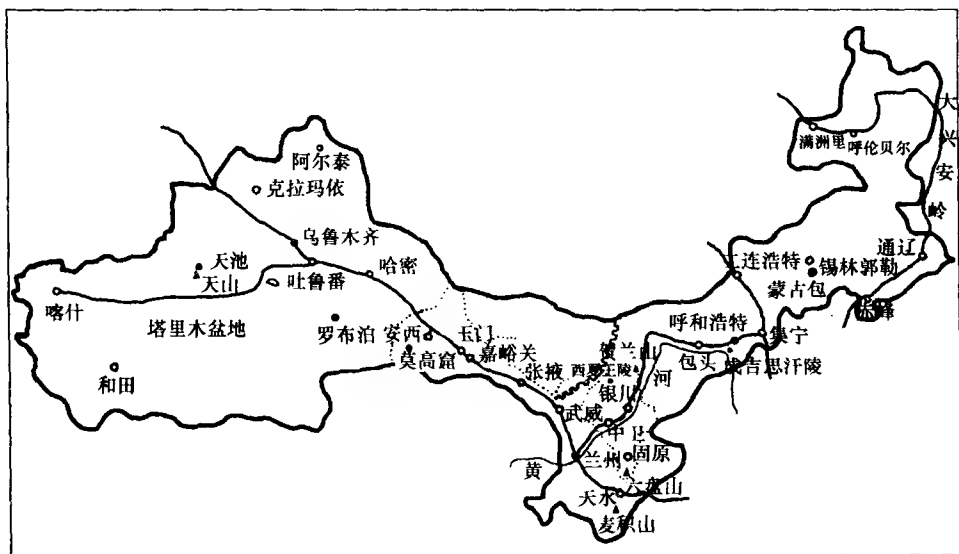 满洲里
呼伦贝尔
大
兴
安
岭
阿尔泰
克拉玛依
乌鲁木齐
通辽
天池
天山
哈密
连浩特
锡林郭勒
蒙古包
吐鲁番
喀什
塔里木盆地
罗布泊
安西
玉门
呼和浩特
集宁
莫高窟
嘉峪关
贺兰山
包头
成吉思汗陵
和田
张掖
西夏王陵
河
银川
武威
中卫
兰州
固原
黄
六盘山
天水
麦积山